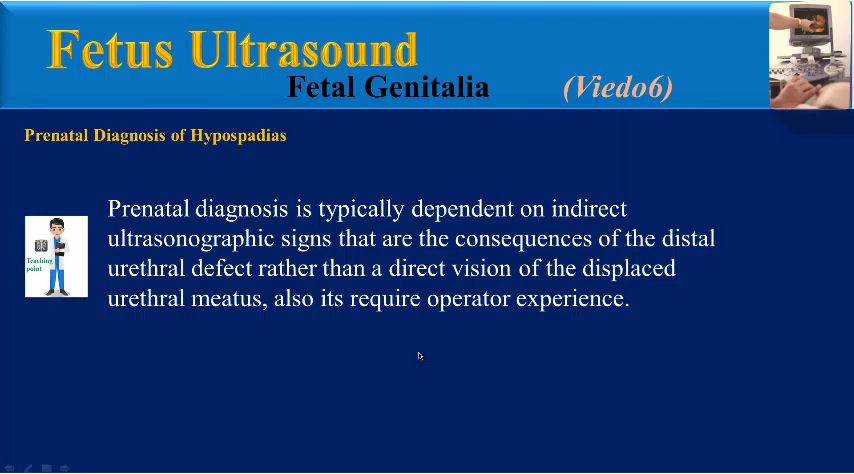 Fetus Ultrasound
Fetal Genitalia (Viedo6)
Prenatal Diagnosis of Hypospadias
Prenatal diagnosis is typically dependent on indirect
ultrasonographic signs that are the consequences of the distal
urethral defect rather than a direct vision of the displaced
urethral meatus, also its require operator experience.
Teaching
point